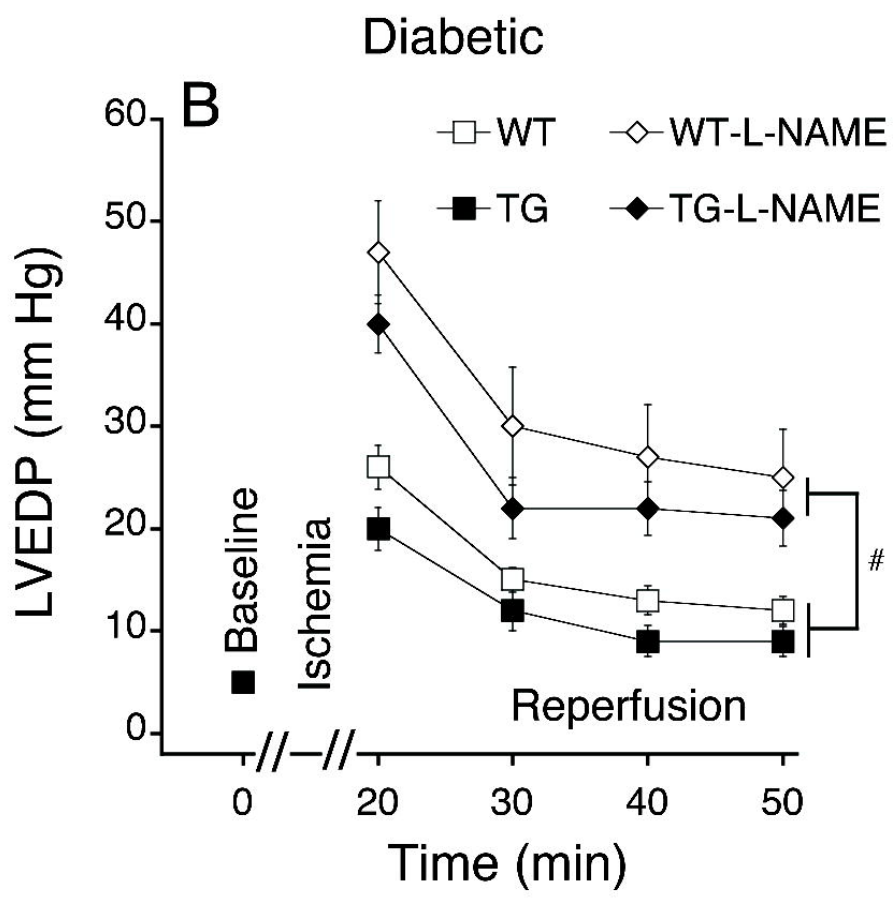 Diabetic
B
WT
WT-L-NAME
TG
TG-L-NAME
LVEDP (mm Hg)
60
50
40
30
20
10
0
Baseline
Ischemia
Reperfusion
#
0 20 30 40 50
Time (min)